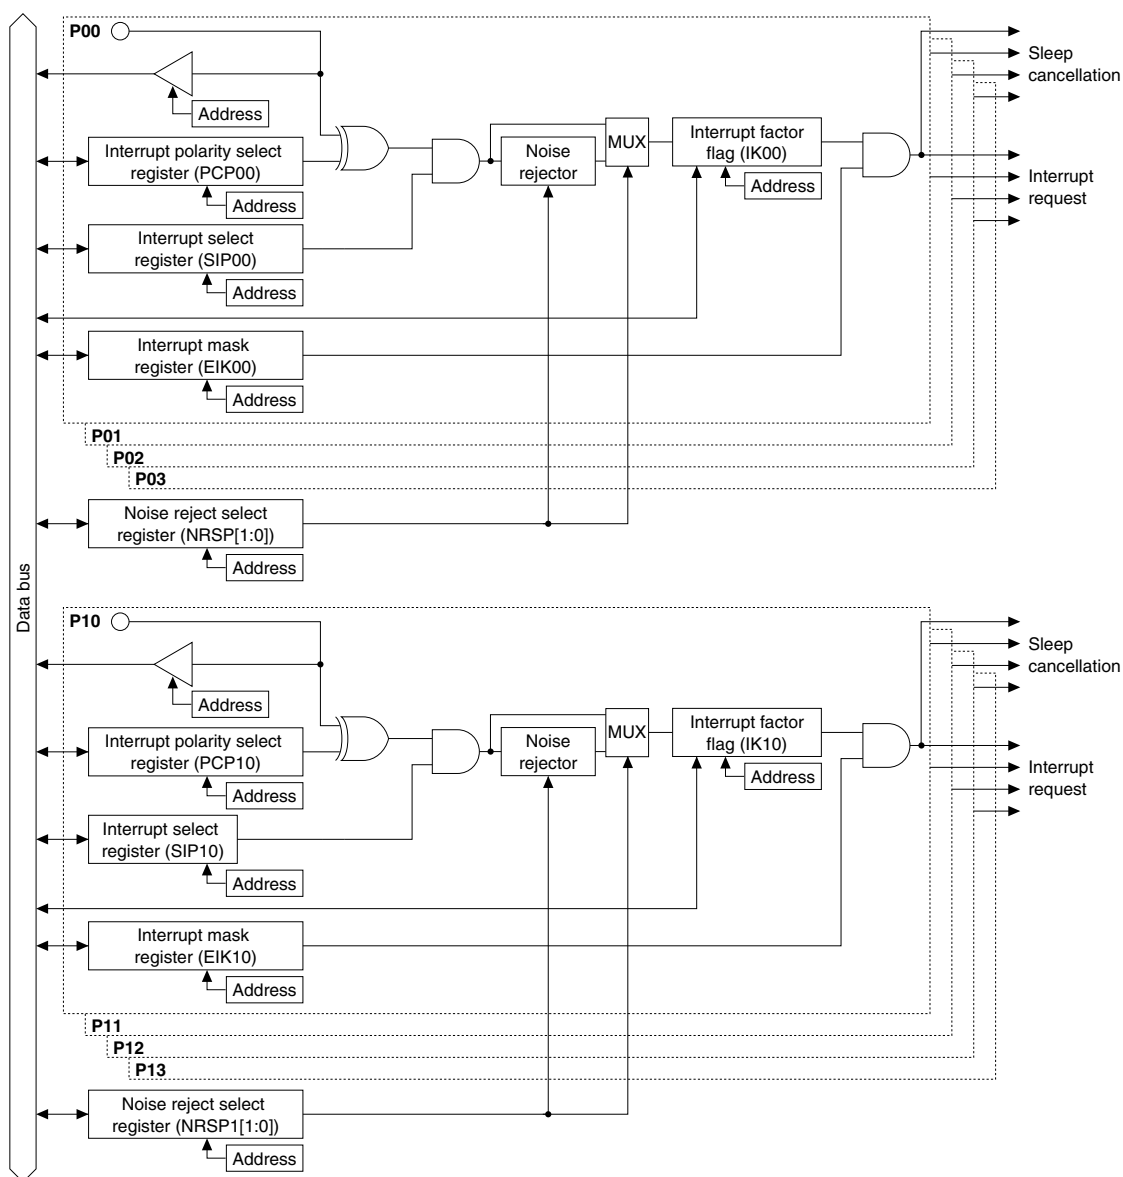 P00
Sleep
cancellation
Address
Interrupt polarity select
register (PCP00)
Address
Noise
rejector
MUX
Interrupt factor
flag (IK00)
Address
Interrupt
request
Interrupt select
register (SIP00)
Address
Interrupt mask
register (EIK00)
Address
P01
P02
P03
Noise reject select
register (NRSP[1:0])
Address
Data bus
P10
Sleep
cancellation
Address
Interrupt polarity select
register (PCP10)
Address
Noise
rejector
MUX
Interrupt factor
flag (IK10)
Address
Interrupt
request
Interrupt select
register (SIP10)
Address
Interrupt mask
register (EIK10)
Address
P11
P12
P13
Noise reject select
register (NRSP1[1:0])
Address